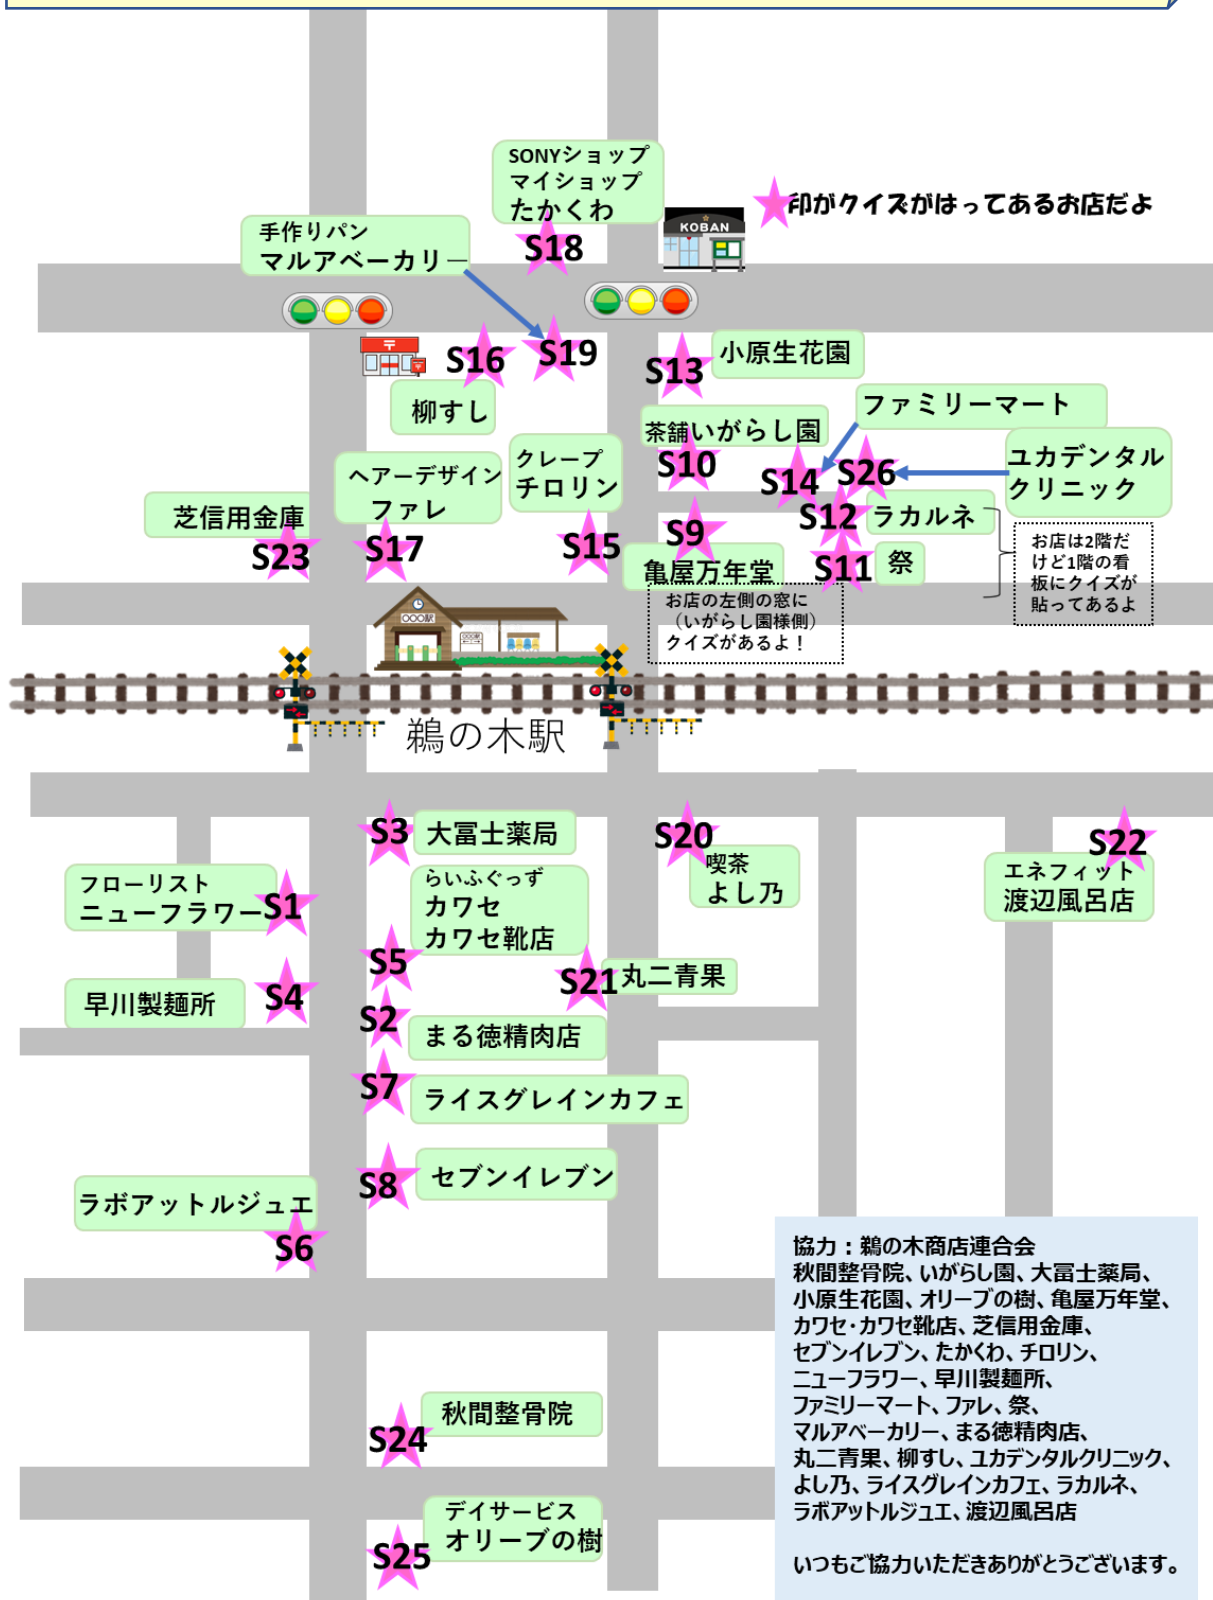 SONYショップ
マイショップ
たかくわ
S18
KOBAN
印がクイズがはってあるお店だよ
手作りパン
マルアベーカリー
S16
S19
S13
小原生花園
柳すし
ファミリーマート
茶舗いがらし園
S10
S14
S26
ユカデンタル
クリニック
クレープ
チロリン
ヘアーデザイン
ファレ
芝信用金庫
S23
S17
S15
S9
S12
ラカルネ
亀屋万年堂
S11
祭
お店は2階だ
けど1階の看
板にクイズが
貼ってあるよ
お店の左側の窓に
（いがらし園様側）
クイズがあるよ！
〇〇〇駅
鵜の木駅
S3
大冨士薬局
S20
喫茶
よし乃
S22
エネフィット
渡辺風呂店
フローリスト
ニューフラワー
S1
らいふぐっず
カワセ
カワセ靴店
S5
S21
丸二青果
早川製麺所
S4
S2
まる徳精肉店
S7
ライスグレインカフェ
S8
セブンイレブン
ラボアットルジュエ
S6
秋間整骨院
S24
デイサービス
オリーブの樹
S25
協力：鵜の木商店連合会
秋間整骨院、いがらし園、大冨士薬局、
小原生花園、オリーブの樹、亀屋万年堂、
カワセ・カワセ靴店、芝信用金庫、
セブンイレブン、たかくわ、チロリン、
ニューフラワー、早川製麺所、
ファミリーマート、ファレ、祭、
マルアベーカリー、まる徳精肉店、
丸二青果、柳すし、ユカデンタルクリニック、
よし乃、ライスグレインカフェ、ラカルネ、
ラボアットルジュエ、渡辺風呂店
いつもご協力いただきありがとうございます。